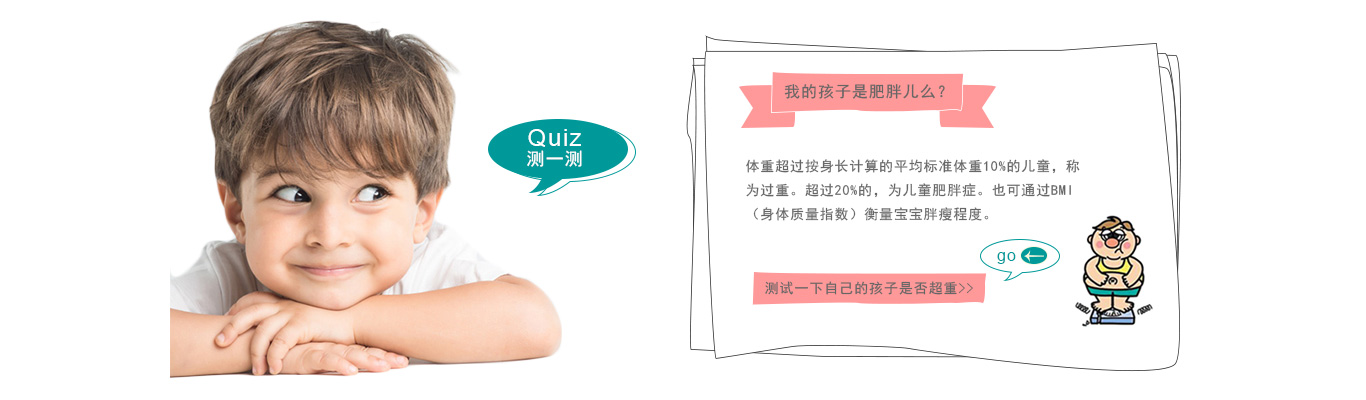 Quiz
测一测
我的孩子是肥胖儿么？
体重超过按身长计算的平均标准体重10%的儿童，称
为过重。超过20%的，为儿童肥胖症。也可通过BMI
（身体质量指数）衡量宝宝胖瘦程度。
go
测试一下自己的孩子是否超重>>